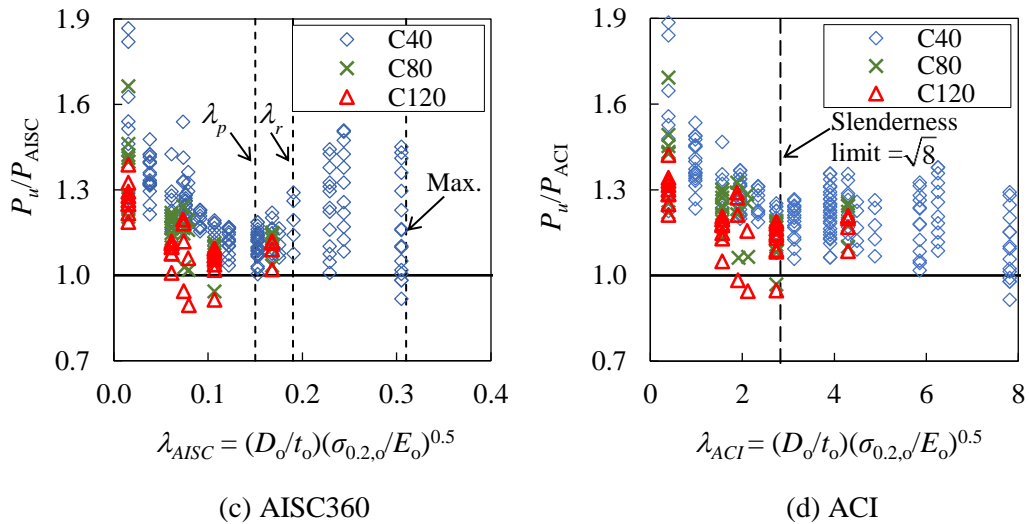 1.9
1.6
1.3
1.0
0.7
P_u/P_AISC
C40
C80
C120
λ_p
λ_r
Max.
0.0 0.1 0.2 0.3 0.4
λ_AISC = (D_o/t_o)(σ_0.2,o/E_o)^0.5
(c) AISC360
1.9
1.6
1.3
1.0
0.7
P_u/P_ACI
C40
C80
C120
Slenderness
limit =√8
0 2 4 6 8
λ_ACI = (D_o/t_o)(σ_0.2,o/E_o)^0.5
(d) ACI